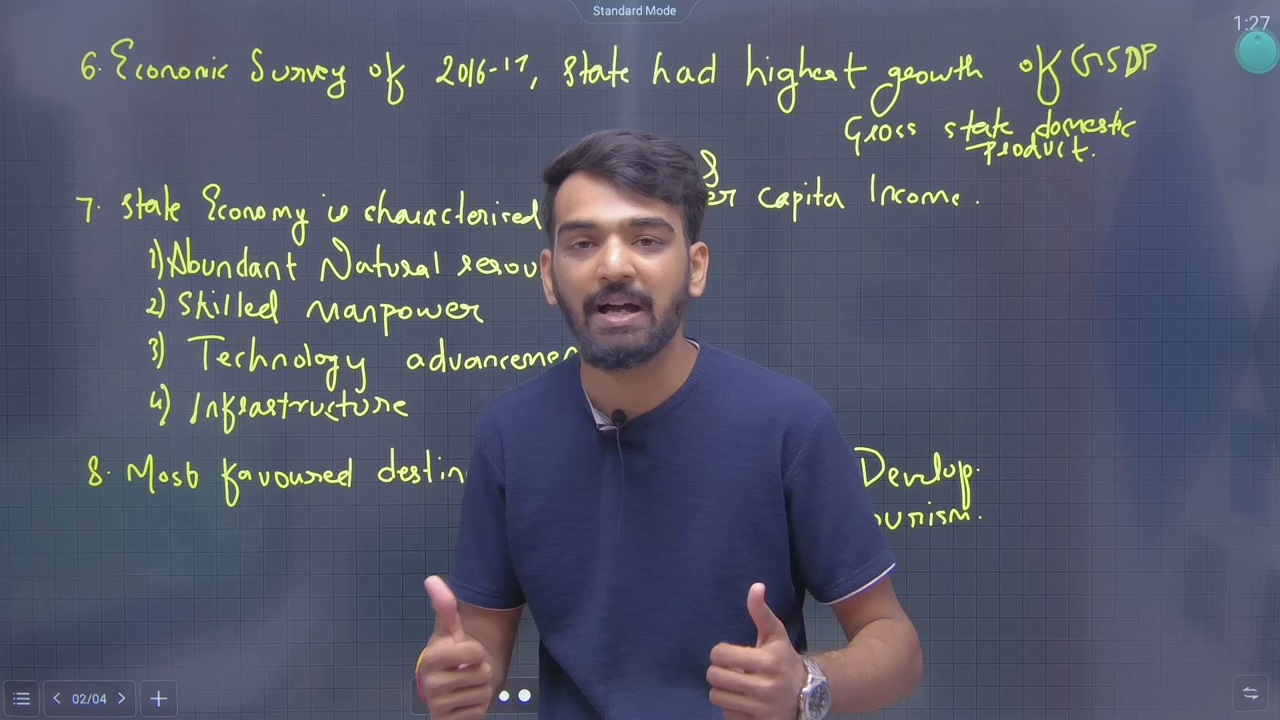 Standard Mode
1:27
6. Economic Survey of 2016-17, state had highest growth of GSDP
Gross state domestic
Product.
&
7. State Economy is characterised er capita Income.
1) Abundant Natural resou
2) Skilled Manpower
3) Technology advancemen
4) Infrastructure
8. Most favoured destin Develop.
ourism.
02/04